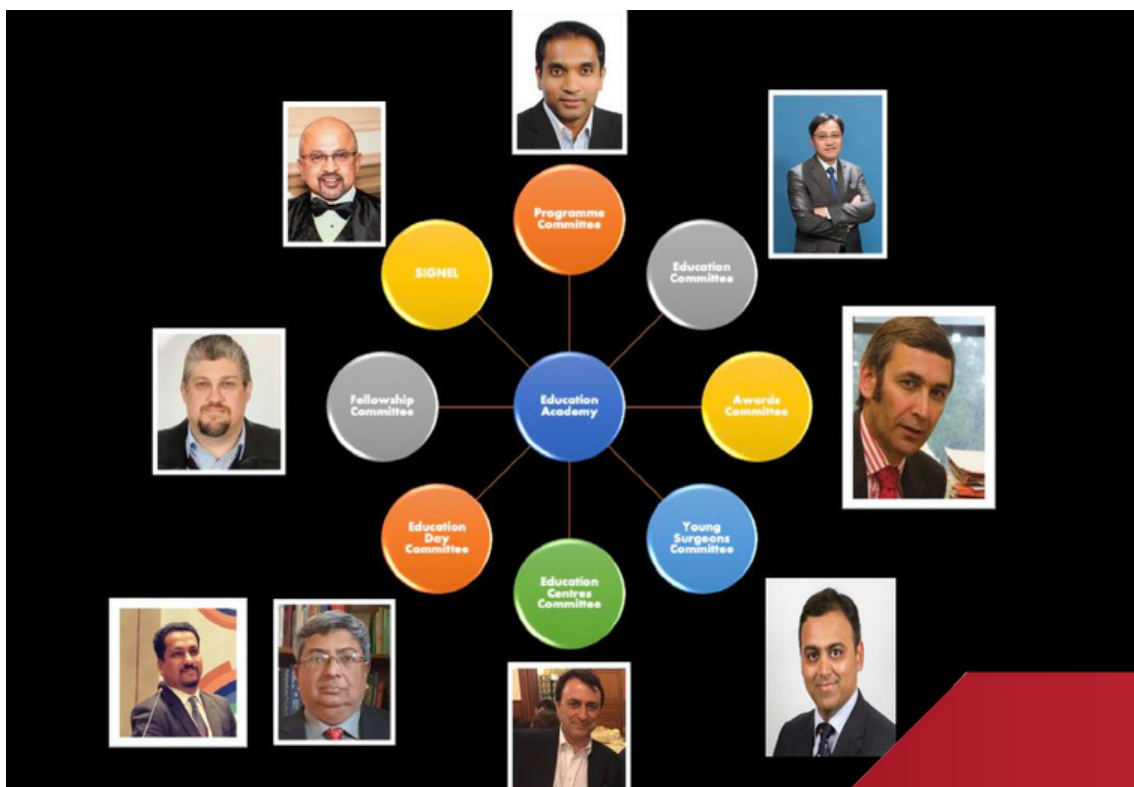 Programme
Committee
SIGNEL
Education
Committee
Fellowship
Committee
Education
Academy
Awards
Committee
Education
Day
Committee
Young
Surgeons
Committee
Education
Centres
Committee